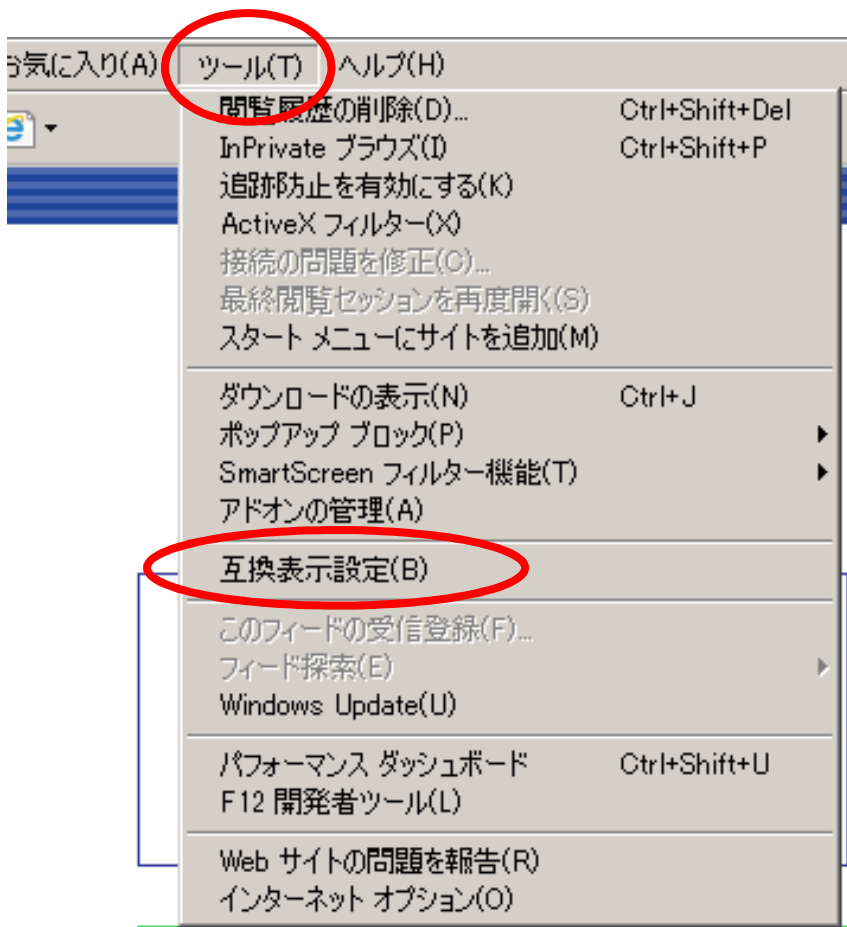 お気に入り(A) ツール(T) ヘルプ(H)
閲覧履歴の削除(D)... Ctrl+Shift+Del
InPrivate ブラウズ(I) Ctrl+Shift+P
追跡防止を有効にする(K)
ActiveX フィルター(X)
接続の問題を修正(C)...
最終閲覧セッションを再度開く(S)
スタート メニューにサイトを追加(M)
ダウンロードの表示(N) Ctrl+J
ポップアップ ブロック(P)
SmartScreen フィルター機能(T)
アドオンの管理(A)
互換表示設定(B)
このフィードの受信登録(F)...
フィード探索(E)
Windows Update(U)
パフォーマンス ダッシュボード Ctrl+Shift+U
F12 開発者ツール(L)
Web サイトの問題を報告(R)
インターネット オプション(O)